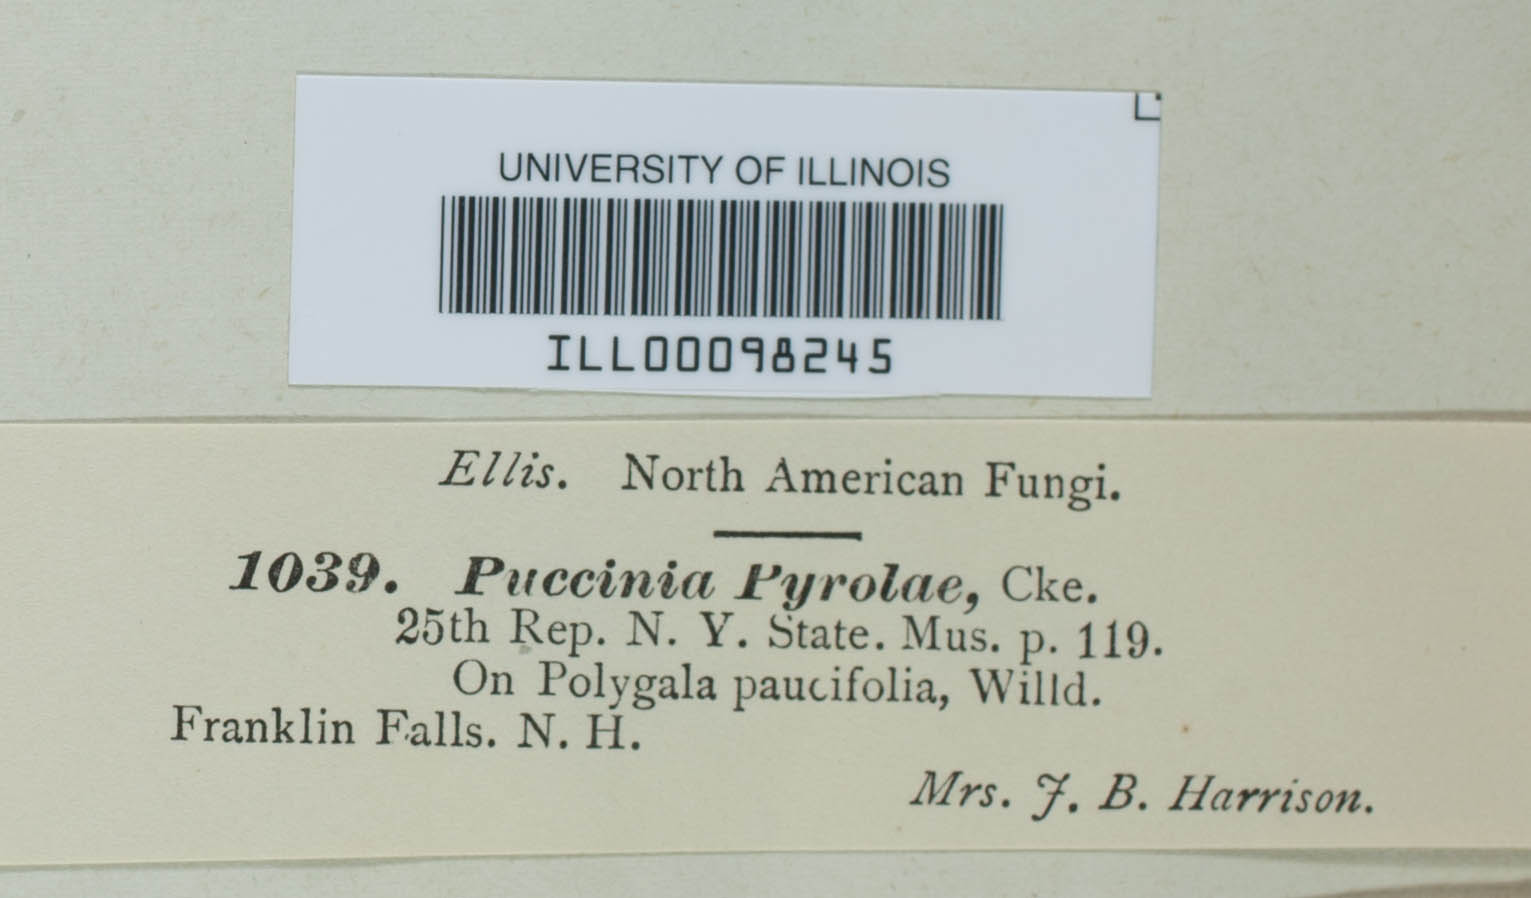 UNIVERSITY OF ILLINOIS
ILL00098245
Ellis. North American Fungi.
1039. Puccinia Pyrolae, Cke.
25th Rep. N. Y. State. Mus. p. 119.
On Polygala paucifolia, Willd.
Franklin Falls. N. H.
Mrs. J. B. Harrison.